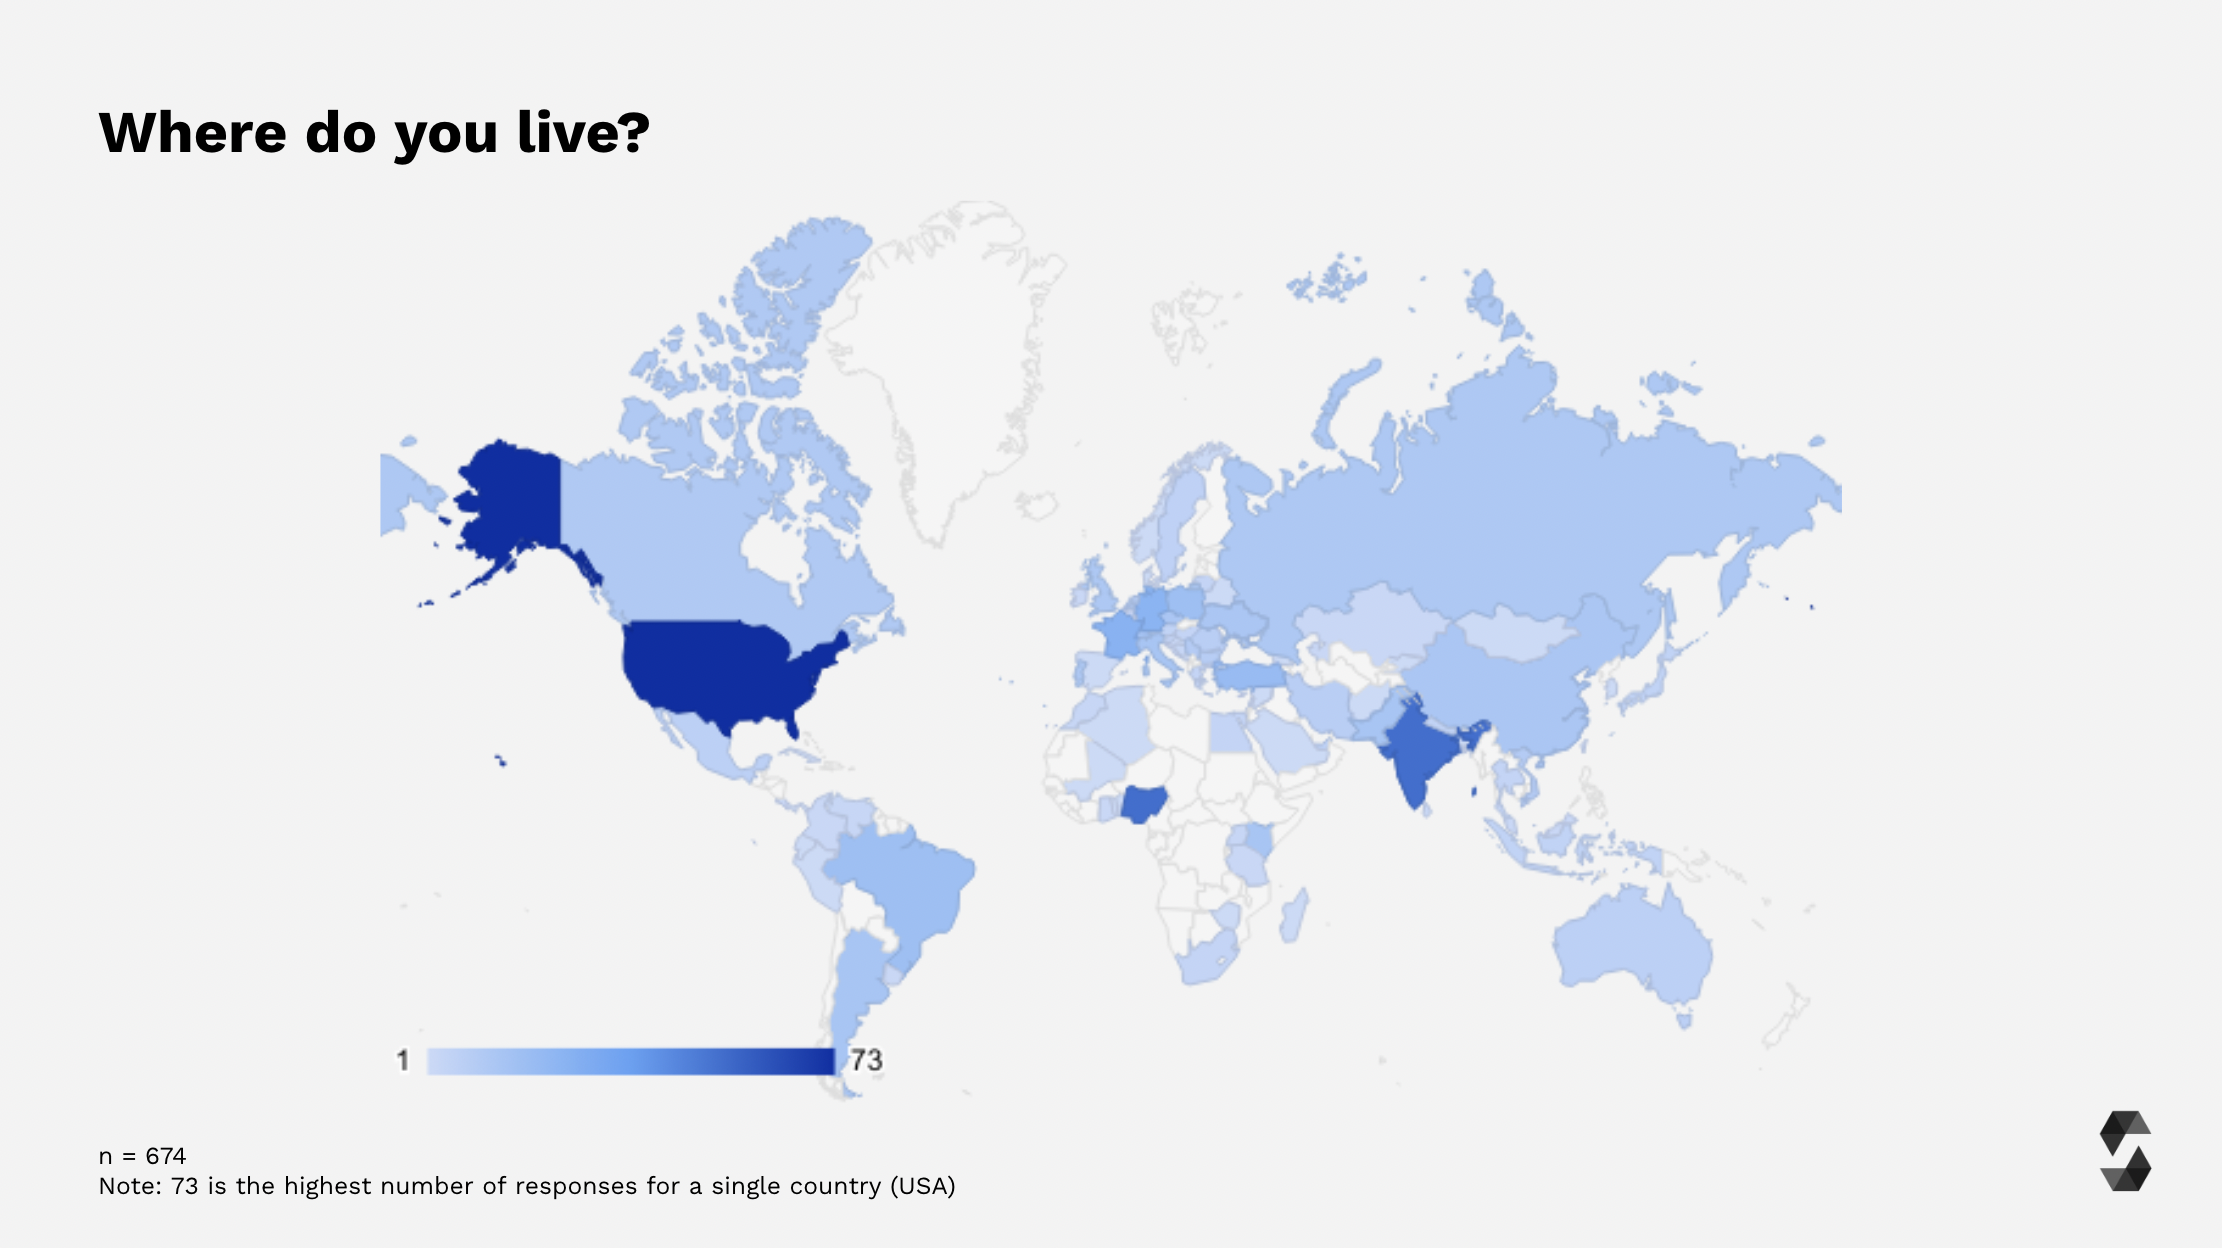 Where do you live?
1 73
n = 674
Note: 73 is the highest number of responses for a single country (USA)